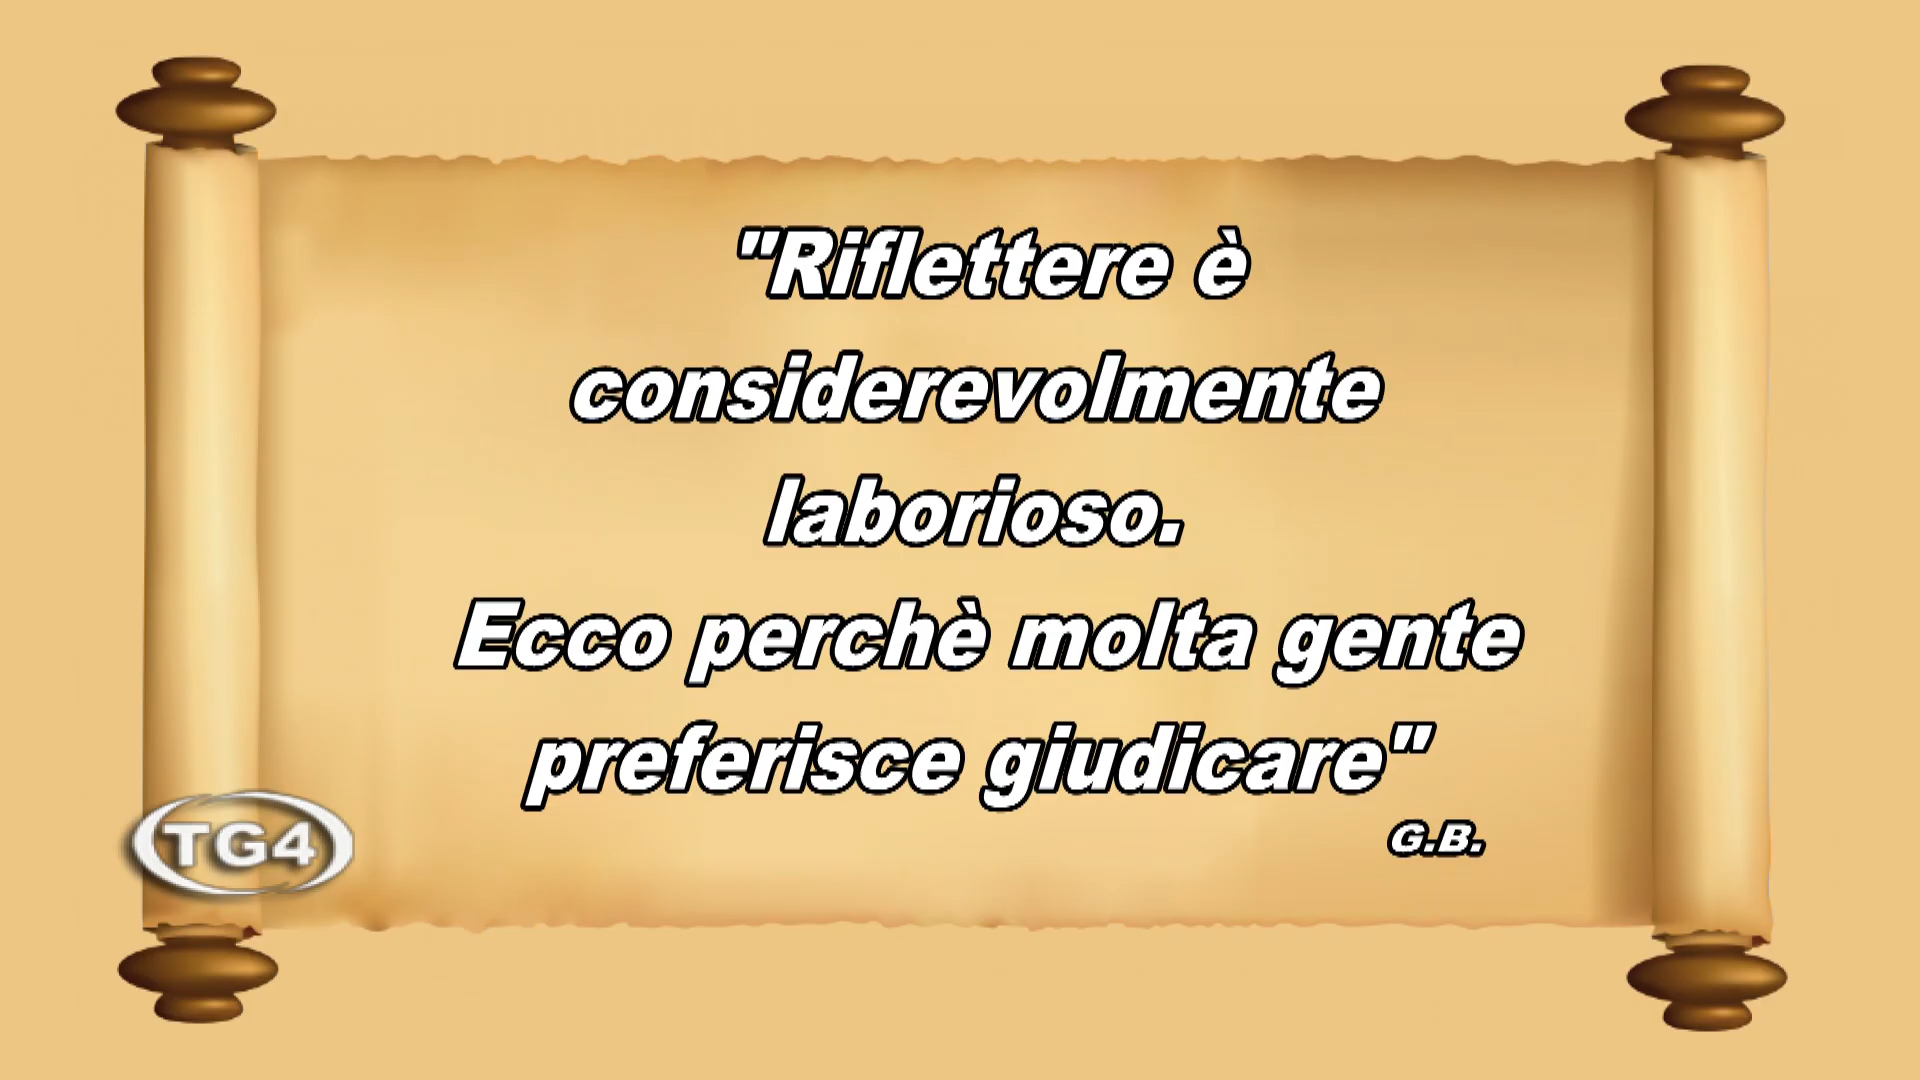 "Riflettere è
considerevolmente
laborioso.
Ecco perchè molta gente
preferisce giudicare"
G.B.
TG4